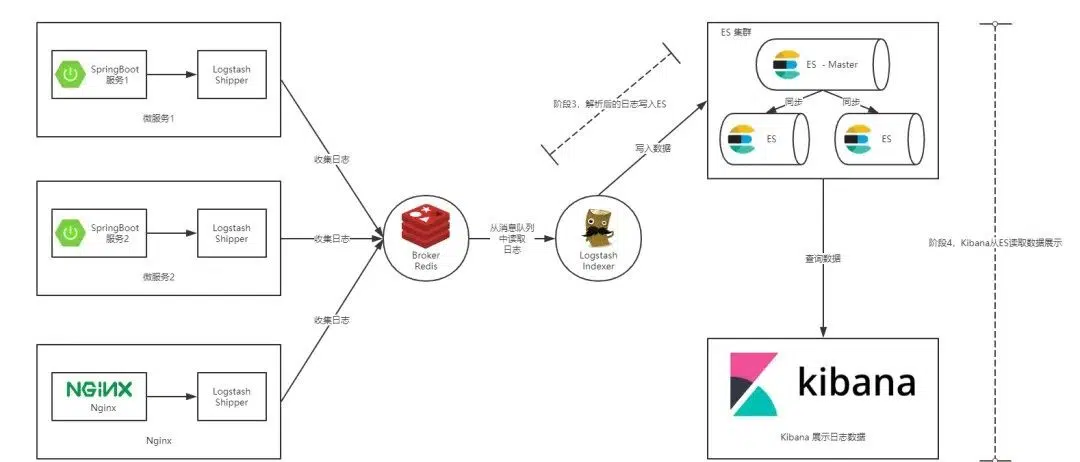 SpringBoot
服务1
Logstash
Shipper
微服务1
收集日志
SpringBoot
服务2
Logstash
Shipper
微服务2
收集日志
NGINX
Nginx
Logstash
Shipper
Nginx
收集日志
Broker
Redis
从消息队列
中读取
日志
Logstash
Indexer
阶段3，解析后的日志写入ES
写入数据
ES 集群
ES - Master
同步
同步
ES
ES
查询数据
kibana
Kibana 展示日志数据
阶段4，Kibana从ES读取数据展示